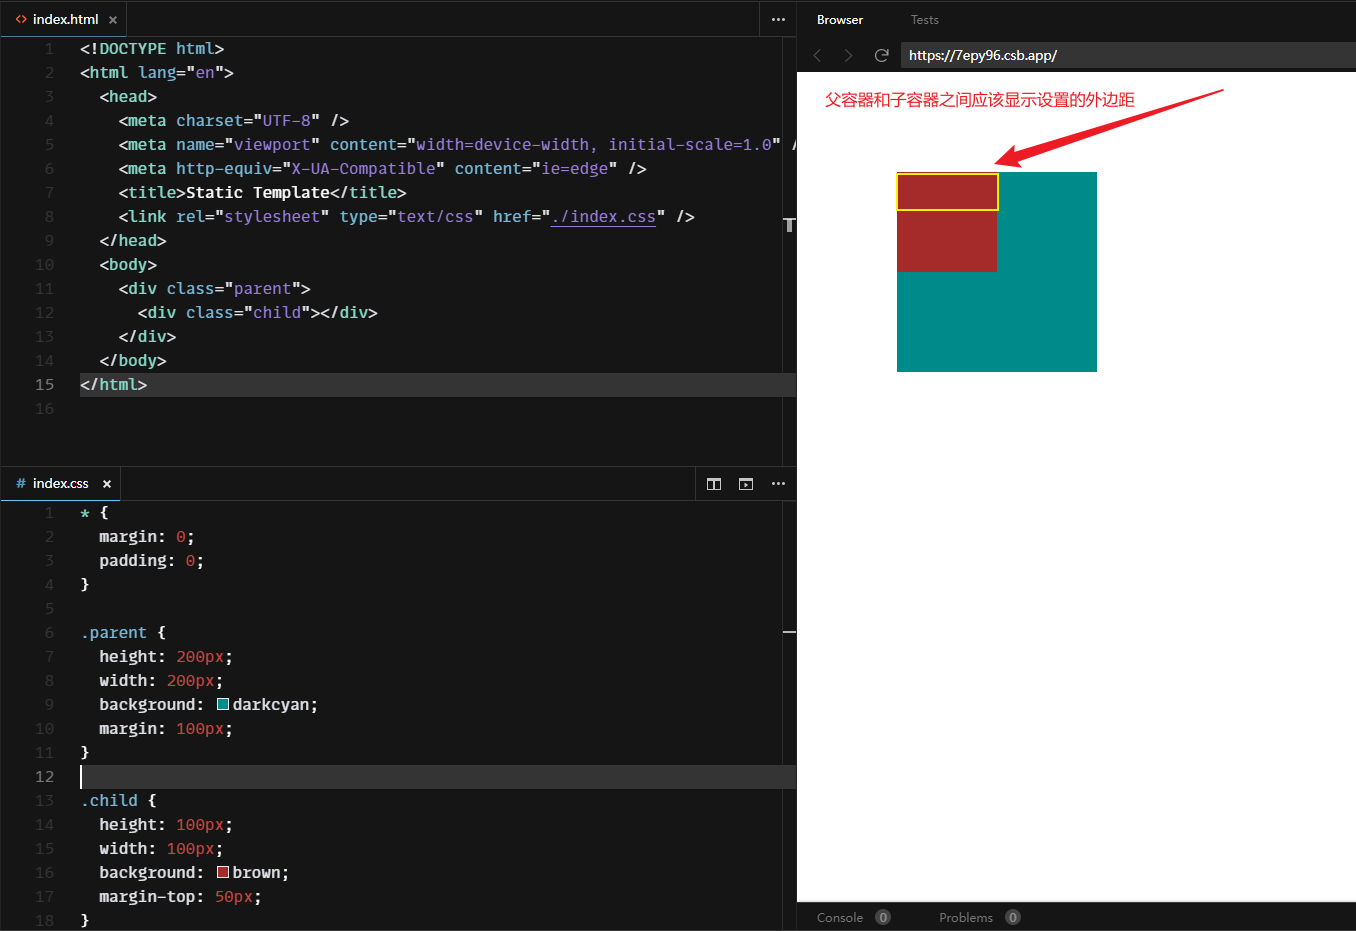 index.html
1 <!DOCTYPE html>
2 <html lang="en">
3 <head>
4 <meta charset="UTF-8" />
5 <meta name="viewport" content="width=device-width, initial-scale=1.0" /
6 <meta http-equiv="X-UA-Compatible" content="ie=edge" />
7 <title>Static Template</title>
8 <link rel="stylesheet" type="text/css" href="./index.css" />
9 </head>
10 <body>
11 <div class="parent">
12 <div class="child"></div>
13 </div>
14 </body>
15 </html>
16
# index.css
1 * {
2 margin: 0;
3 padding: 0;
4 }
5
6 .parent {
7 height: 200px;
8 width: 200px;
9 background: darkcyan;
10 margin: 100px;
11 }
12
13 .child {
14 height: 100px;
15 width: 100px;
16 background: brown;
17 margin-top: 50px;
18 }
Browser Tests
https://7epy96.csb.app/
父容器和子容器之间应该显示设置的外边距
Console 0 Problems 0